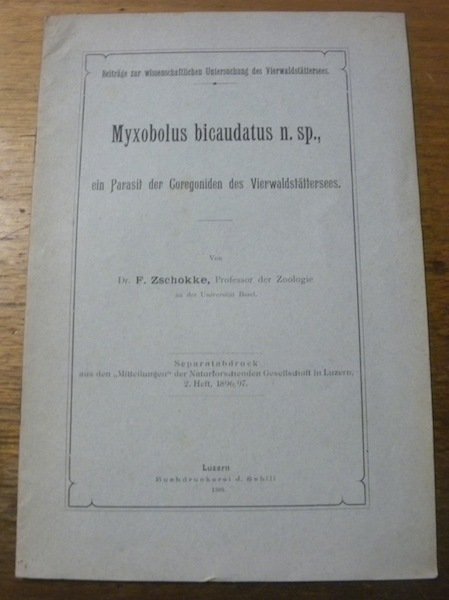 Beiträge zur wissenschaftlichen Untersuchung des Vierwaldstättersees.
Myxobolus bicaudatus n. sp.,
ein Parasit der Coregoniden des Vierwaldstättersees.
Von
Dr. F. Zschokke, Professor der Zoologie
an der Universität Basel.
Separatabdruck
aus den „Mitteilungen" der Naturforschenden Gesellschaft in Luzern,
2. Heft, 1896/97.
Luzern
Buchdruckerei J. Schill